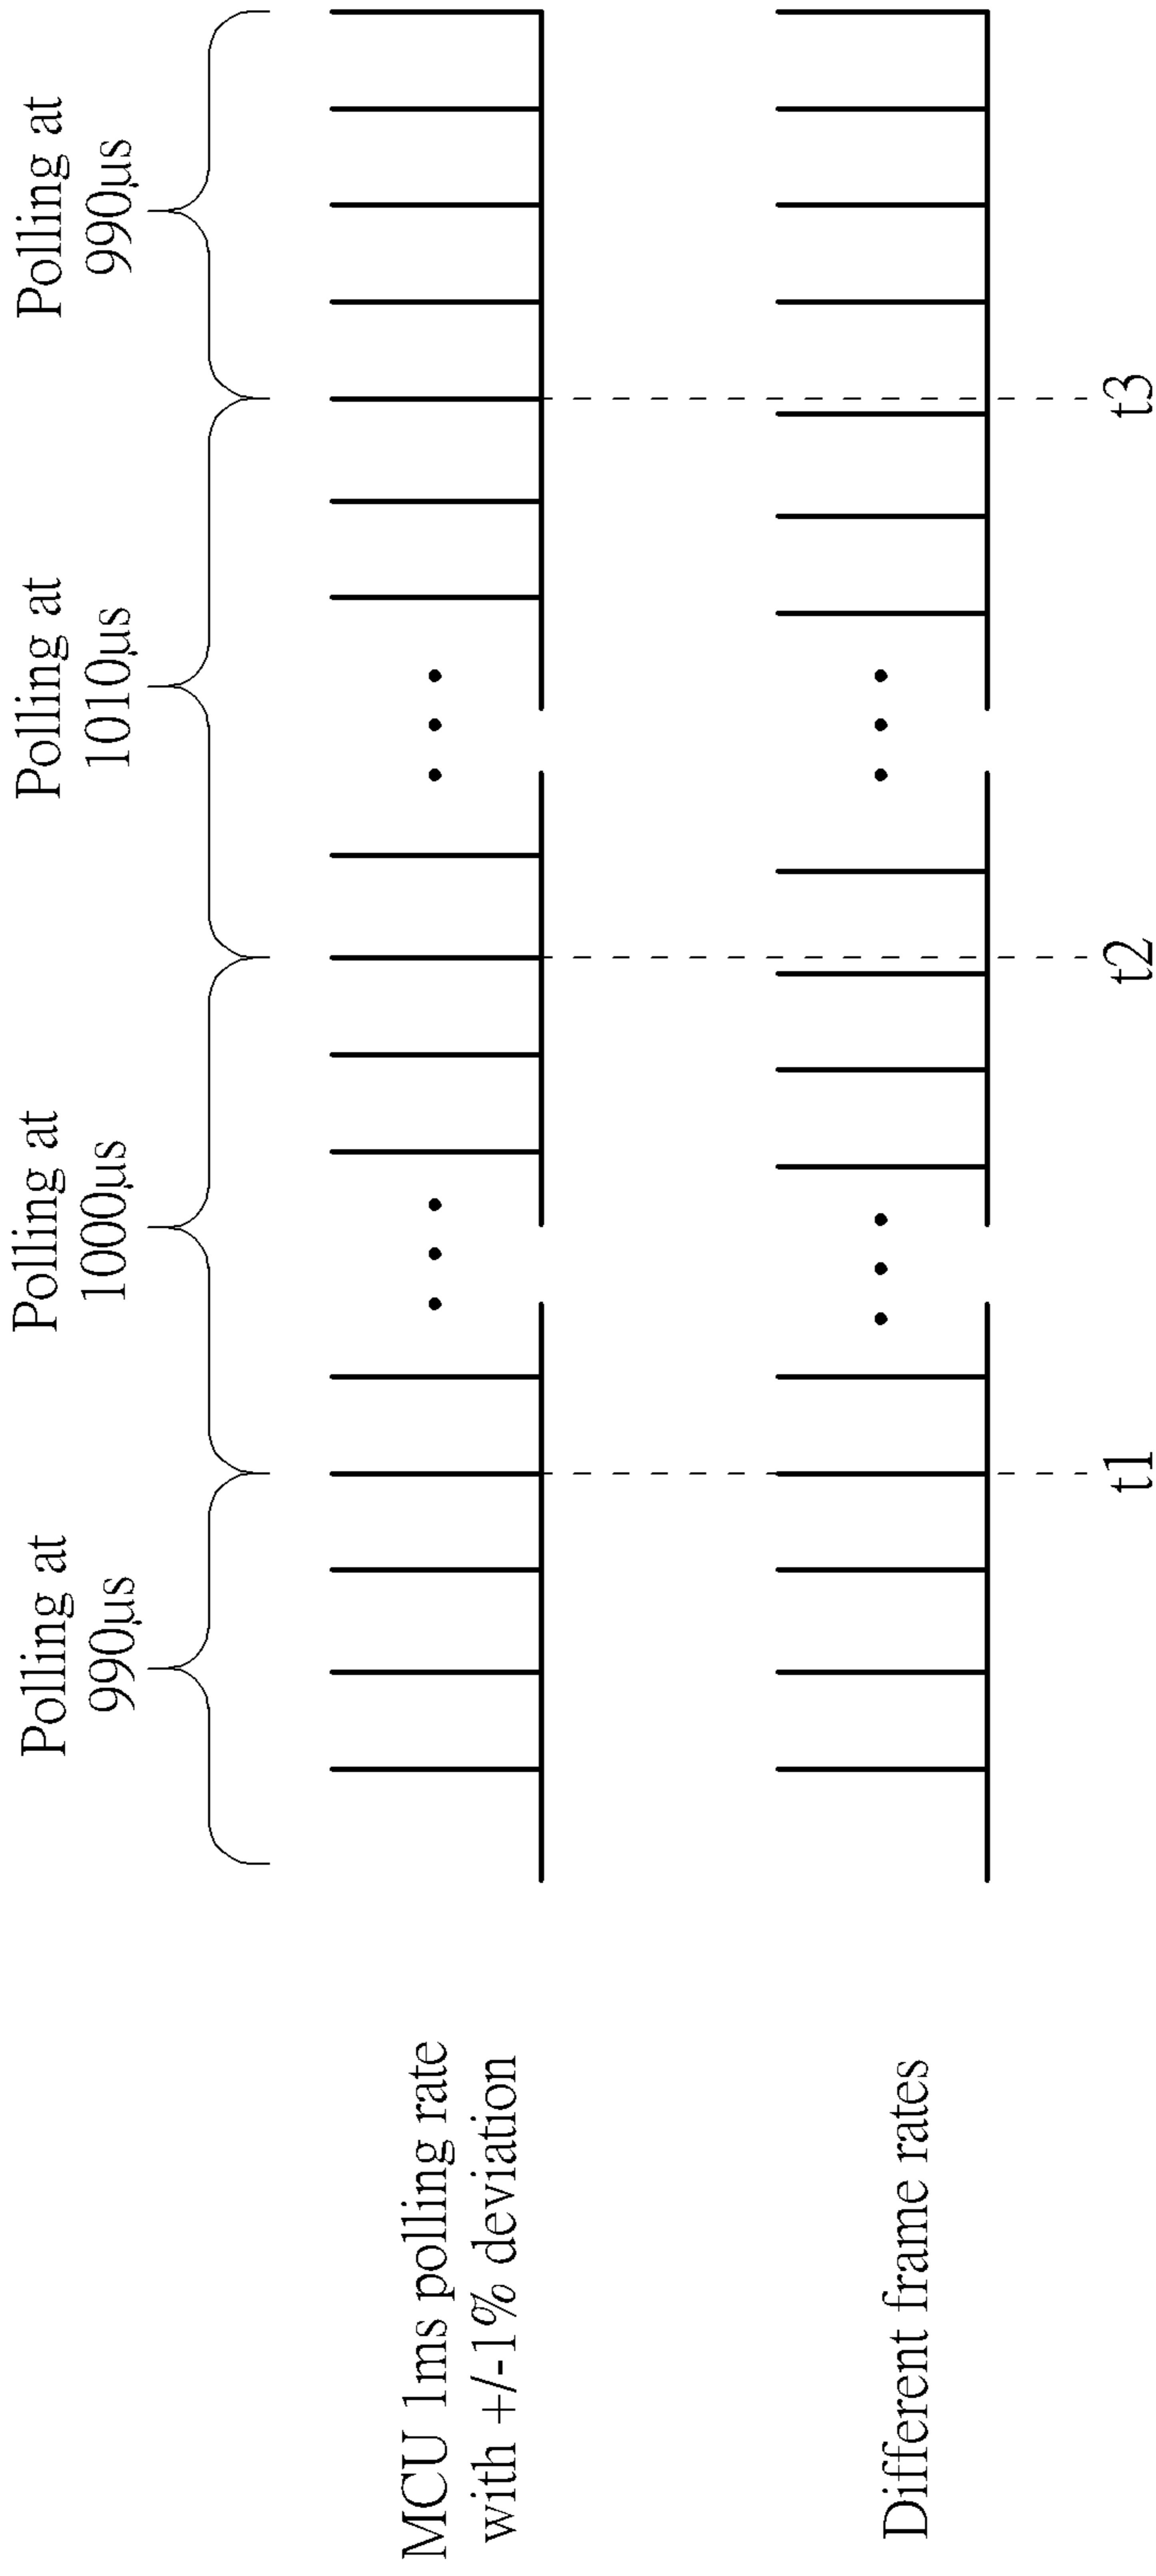 Polling at
990μs
Polling at
1000μs
Polling at
1010μs
Polling at
990μs
MCU 1ms polling rate
with +/-1% deviation
Different frame rates
t1
t2
t3